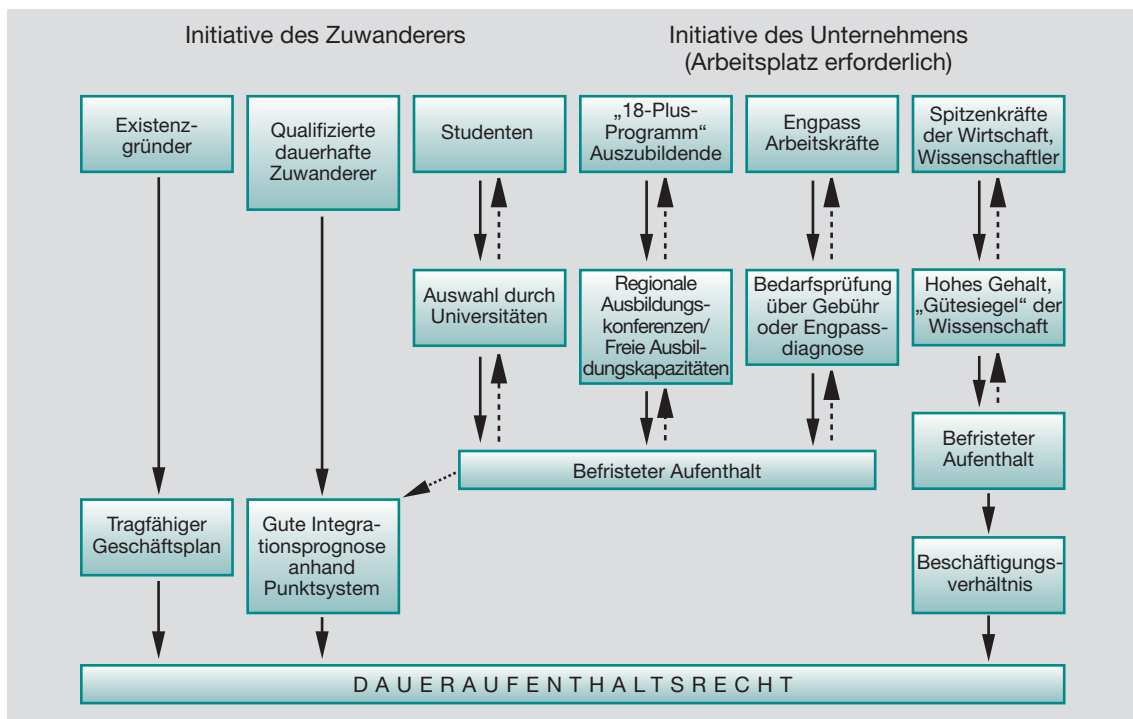 Initiative des Zuwanderers
Initiative des Unternehmens
(Arbeitsplatz erforderlich)
Existenz-
gründer
Qualifizierte
dauerhafte
Zuwanderer
Studenten
„18-Plus-
Programm“
Auszubildende
Engpass
Arbeitskräfte
Spitzenkräfte
der Wirtschaft,
Wissenschaftler
Auswahl durch
Universitäten
Regionale
Ausbildungs-
konferenzen/
Freie Ausbil-
dungskapazitäten
Bedarfsprüfung
über Gebühr
oder Engpass-
diagnose
Hohes Gehalt,
„Gütesiegel“ der
Wissenschaft
Befristeter Aufenthalt
Befristeter
Aufenthalt
Tragfähiger
Geschäftsplan
Gute Integra-
tionsprognose
anhand
Punktsystem
Beschäftigungs-
verhältnis
DAUERAUFENTHALTSRECHT